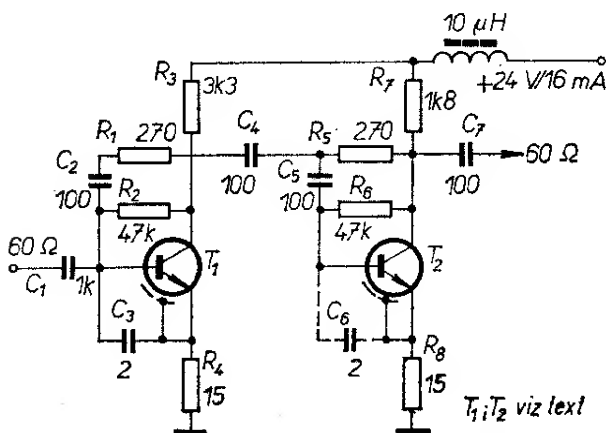 10 µH
+24 V/16 mA
R3
3k3
R7
1k8
R1
270
C4
100
R5
270
C7
100
60 Ω
C2
100
R2
47k
C5
100
R6
47k
60 Ω
C1
1k
T1
T2
C3
2
C6
2
R4
15
R8
15
T1; T2 viz text